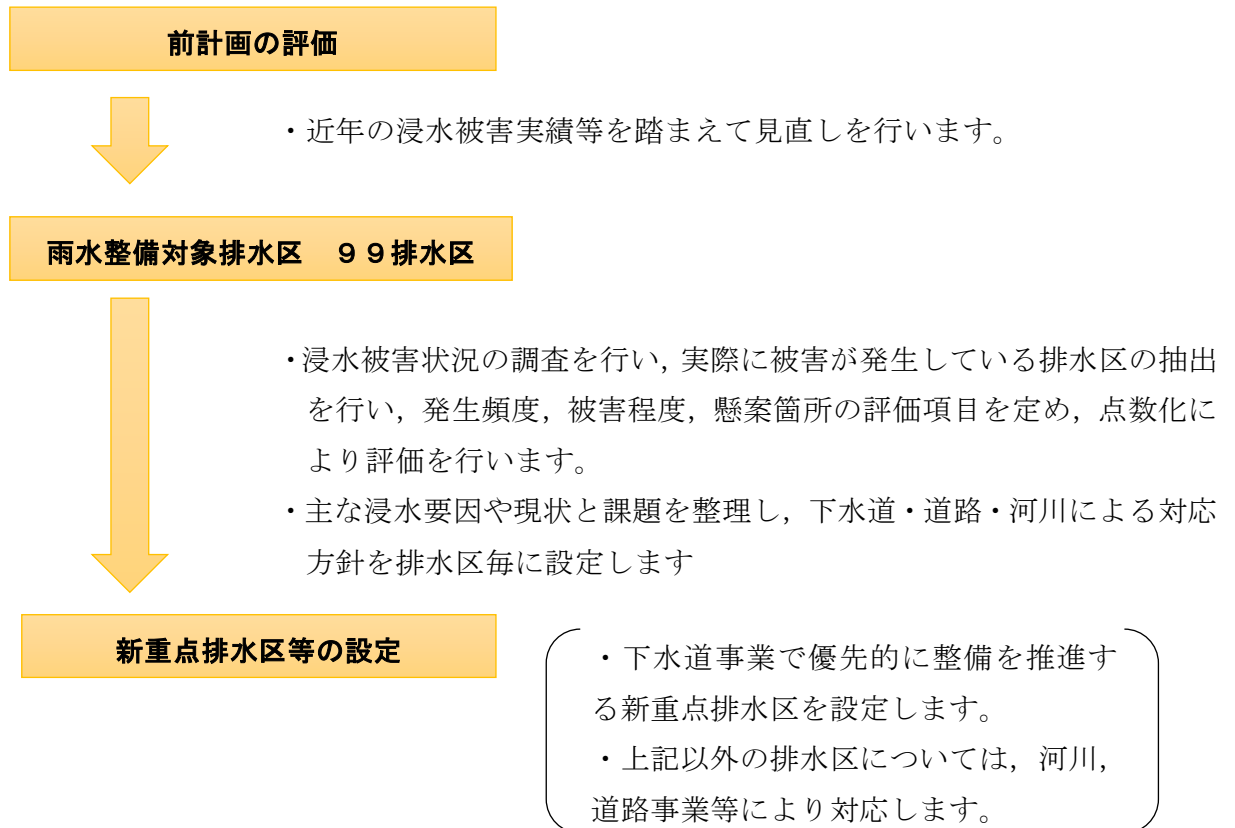 前計画の評価
・近年の浸水被害実績等を踏まえて見直しを行います。
雨水整備対象排水区　９９排水区
・浸水被害状況の調査を行い，実際に被害が発生している排水区の抽出
を行い，発生頻度，被害程度，懸案箇所の評価項目を定め，点数化に
より評価を行います。
・主な浸水要因や現状と課題を整理し，下水道・道路・河川による対応
方針を排水区毎に設定します
新重点排水区等の設定
・下水道事業で優先的に整備を推進す
る新重点排水区を設定します。
・上記以外の排水区については，河川，
道路事業等により対応します。